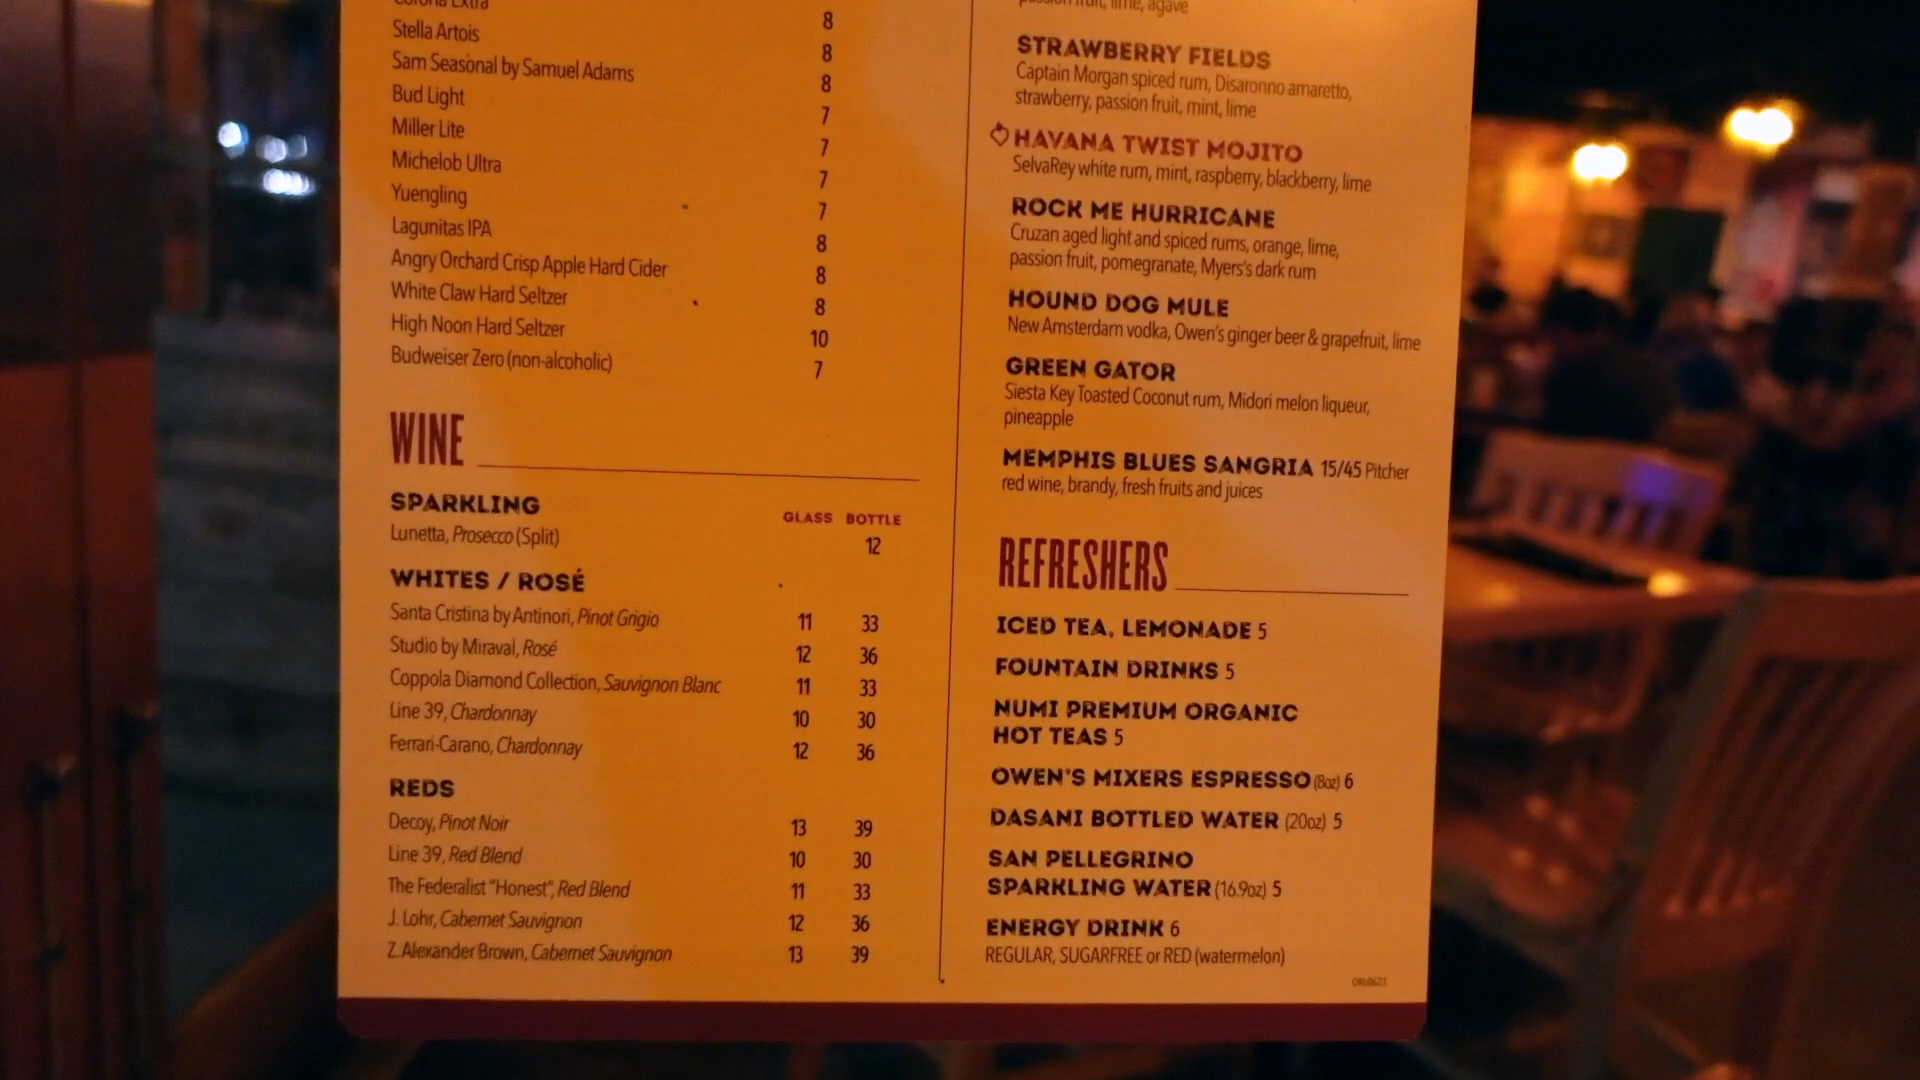 Corona Extra 8
Stella Artois 8
Sam Seasonal by Samuel Adams 8
Bud Light 7
Miller Lite 7
Michelob Ultra 7
Yuengling 7
Lagunitas IPA 8
Angry Orchard Crisp Apple Hard Cider 8
White Claw Hard Seltzer 8
High Noon Hard Seltzer 10
Budweiser Zero (non-alcoholic) 7
WINE
SPARKLING GLASS BOTTLE
Lunetta, Prosecco (Split) 12
WHITES / ROSÉ
Santa Cristina by Antinori, Pinot Grigio 11 33
Studio by Miraval, Rosé 12 36
Coppola Diamond Collection, Sauvignon Blanc 11 33
Line 39, Chardonnay 10 30
Ferrari-Carano, Chardonnay 12 36
REDS
Decoy, Pinot Noir 13 39
Line 39, Red Blend 10 30
The Federalist "Honest", Red Blend 11 33
J. Lohr, Cabernet Sauvignon 12 36
Z. Alexander Brown, Cabernet Sauvignon 13 39
passion fruit, lime, agave
STRAWBERRY FIELDS
Captain Morgan spiced rum, Disaronno amaretto,
strawberry, passion fruit, mint, lime
HAVANA TWIST MOJITO
SelvaRey white rum, mint, raspberry, blackberry, lime
ROCK ME HURRICANE
Cruzan aged light and spiced rums, orange, lime,
passion fruit, pomegranate, Myers's dark rum
HOUND DOG MULE
New Amsterdam vodka, Owen's ginger beer & grapefruit, lime
GREEN GATOR
Siesta Key Toasted Coconut rum, Midori melon liqueur,
pineapple
MEMPHIS BLUES SANGRIA 15/45 Pitcher
red wine, brandy, fresh fruits and juices
REFRESHERS
ICED TEA, LEMONADE 5
FOUNTAIN DRINKS 5
NUMI PREMIUM ORGANIC
HOT TEAS 5
OWEN'S MIXERS ESPRESSO (8oz) 6
DASANI BOTTLED WATER (20oz) 5
SAN PELLEGRINO
SPARKLING WATER (16.9oz) 5
ENERGY DRINK 6
REGULAR, SUGARFREE or RED (watermelon)
ORL0623